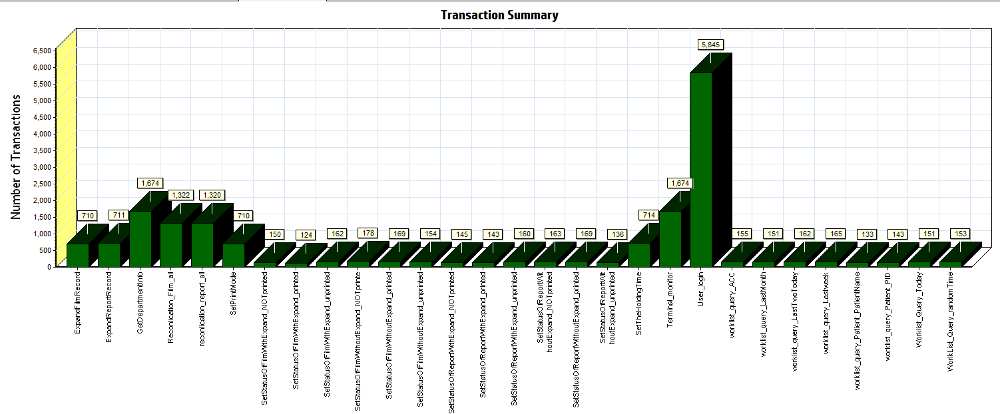 Transaction Summary
Number of Transactions
6,500
6,000
5,500
5,000
4,500
4,000
3,500
3,000
2,500
2,000
1,500
1,000
500
0
710
711
1,674
1,322
1,320
710
150
124
162
178
169
154
145
143
160
163
169
136
714
1,674
5,845
155
151
162
165
133
143
151
153
ExpandFilmRecord
ExpandReportRecord
GetDepartmentInfo
Reconlication_Film_all
reconlication_report_all
SetPrintMode
SetStatusOfFilmWithExpand_NOTprinted
SetStatusOfFilmWithExpand_printed
SetStatusOfFilmWithExpand_unprinted
SetStatusOfFilmWithoutExpand_NOTprinte
SetStatusOfFilmWithoutExpand_printed
SetStatusOfFilmWithoutExpand_unprinted
SetStatusOfReportWithExpand_NOTprinted
SetStatusOfReportWithExpand_printed
SetStatusOfReportWithExpand_unprinted
SetStatusOfReportWit
houtExpand_NOTprinted
SetStatusOfReportWithoutExpand_printed
SetStatusOfReportWit
houtExpand_unprinted
SetTheHoldingTime
Terminal_monitor
User_login
worklist_query_ACC
worklist_query_LastMonth
worklist_query_LastTwoToday
worklist_query_Lastweek
worklist_query_Patient_PatientName
worklist_query_Patient_PID
Worklist_Query_Today
WorkList_Query_randomTime